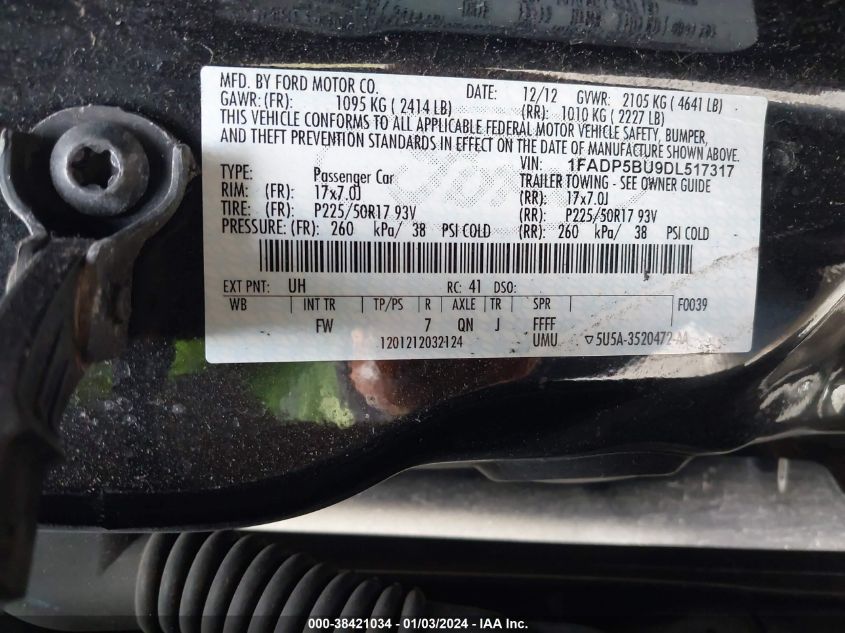 MFD. BY FORD MOTOR CO. DATE: 12/12 GVWR: 2105 KG ( 4641 LB)
GAWR: (FR): 1095 KG ( 2414 LB) (RR): 1010 KG ( 2227 LB)
THIS VEHICLE CONFORMS TO ALL APPLICABLE FEDERAL MOTOR VEHICLE SAFETY, BUMPER,
AND THEFT PREVENTION STANDARDS IN EFFECT ON THE DATE OF MANUFACTURE SHOWN ABOVE.
VIN: 1FADP5BU9DL517317
TYPE: Passenger Car TRAILER TOWING - SEE OWNER GUIDE
RIM: (FR): 17x7.0J (RR): 17x7.0J
TIRE: (FR): P225/50R17 93V (RR): P225/50R17 93V
PRESSURE: (FR): 260 kPa/ 38 PSI COLD (RR): 260 kPa/ 38 PSI COLD
EXT PNT: UH RC: 41 DSO:
WB INT TR TP/PS R AXLE TR SPR F0039
FW 7 QN J FFFF
1201212032124 UMU ▽5U5A-3520472-AA
000-38421034 - 01/03/2024 - IAA Inc.